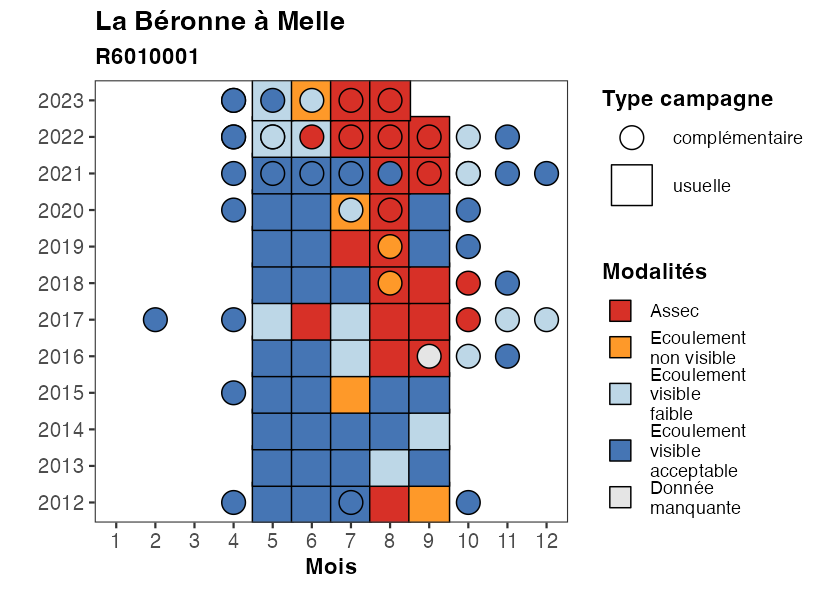 La Béronne à Melle
R6010001
2023
2022
2021
2020
2019
2018
2017
2016
2015
2014
2013
2012
1 2 3 4 5 6 7 8 9 10 11 12
Mois
Type campagne
complémentaire
usuelle
Modalités
Assec
Ecoulement
non visible
Ecoulement
visible
faible
Ecoulement
visible
acceptable
Donnée
manquante